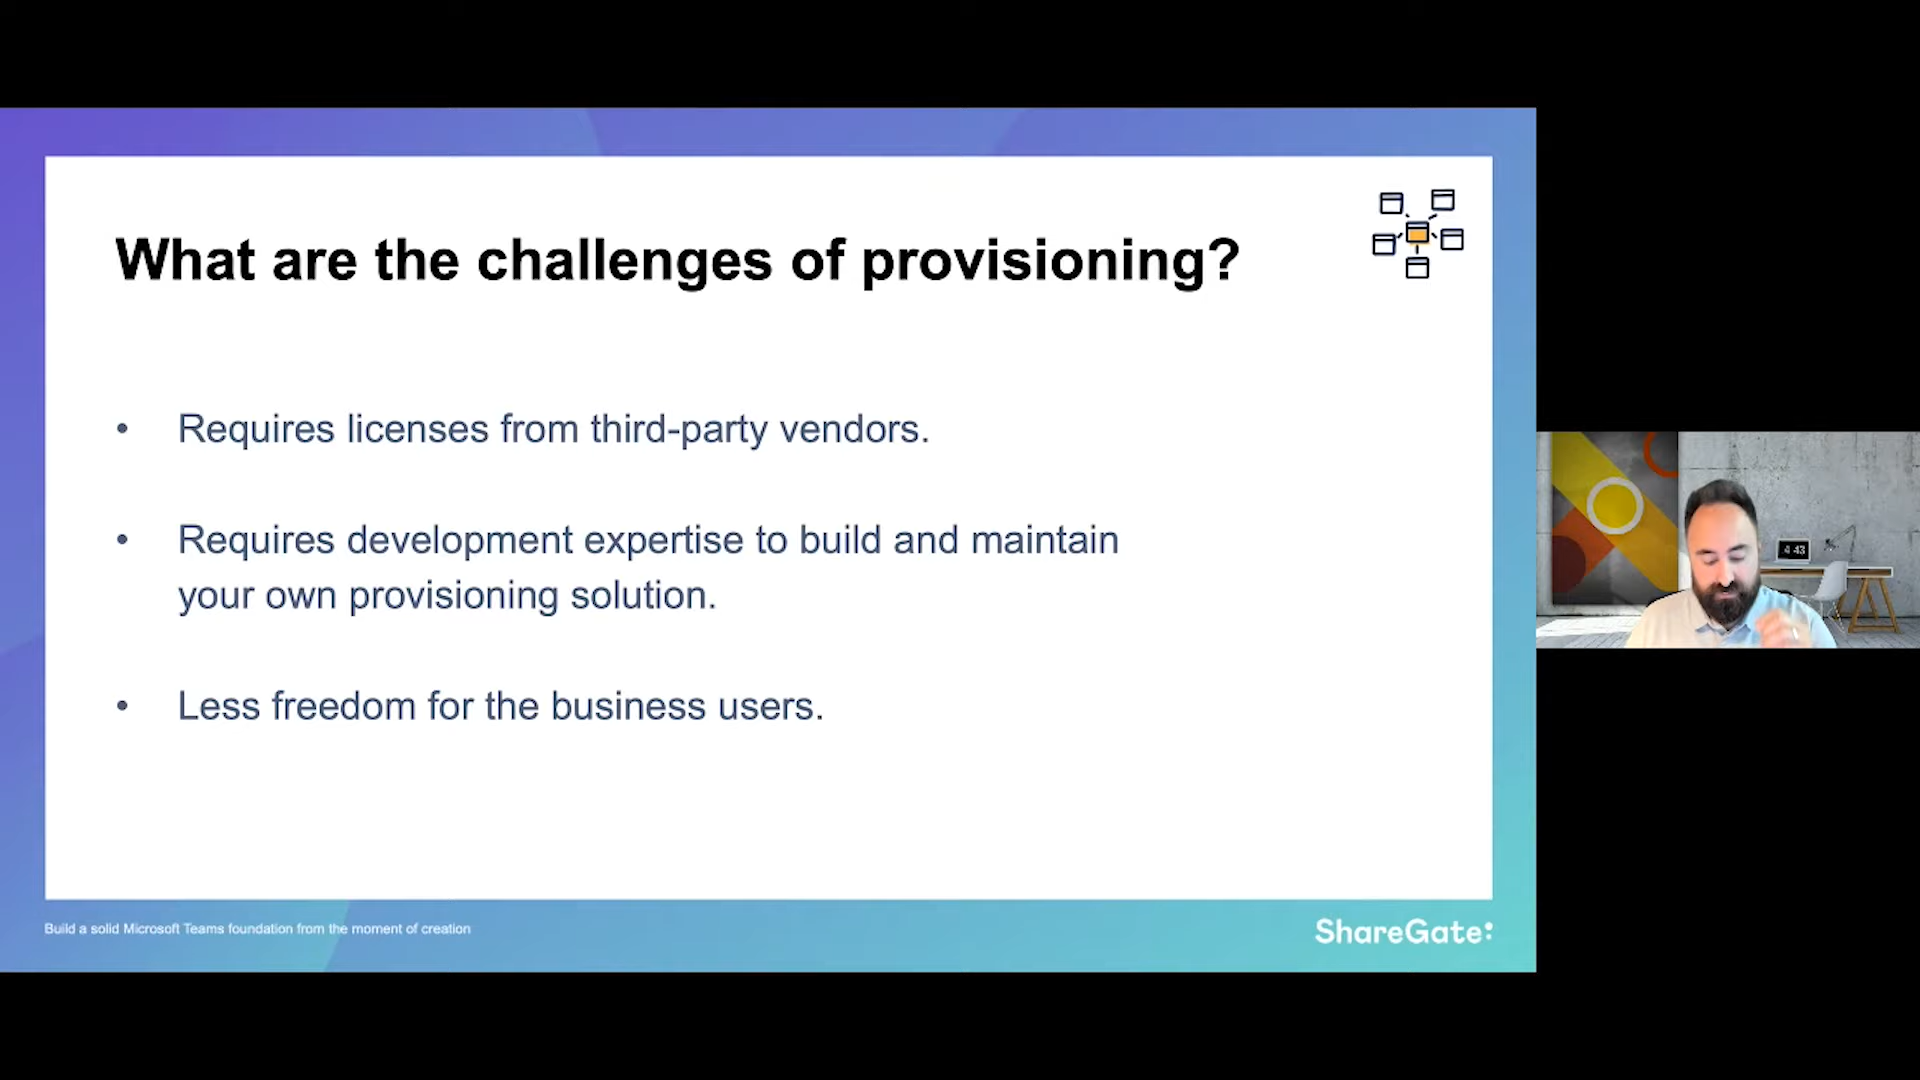 What are the challenges of provisioning?
• Requires licenses from third-party vendors.
• Requires development expertise to build and maintain
your own provisioning solution.
• Less freedom for the business users.
4 43
Build a solid Microsoft Teams foundation from the moment of creation
ShareGate: